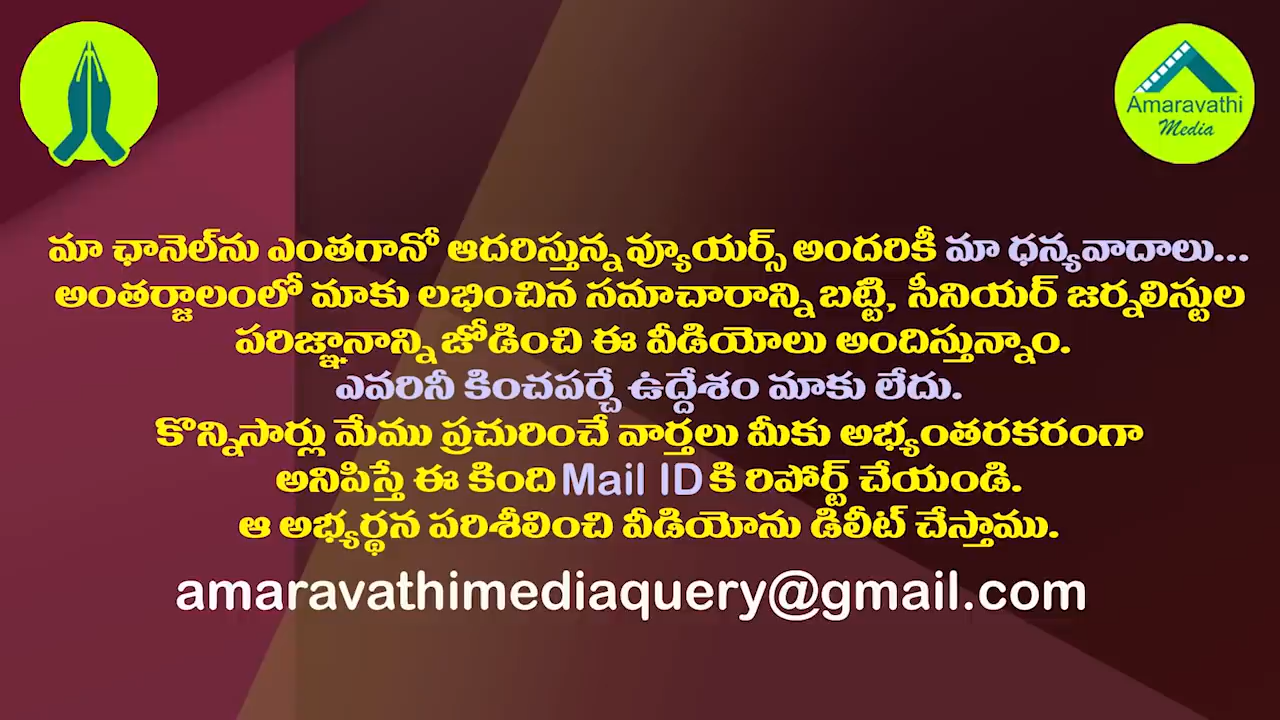 Amaravathi
Media
మా ఛానెల్‌ను ఎంతగానో ఆదరిస్తున్న వ్యూయర్స్ అందరికీ మా ధన్యవాదాలు...
అంతర్జాలంలో మాకు లభించిన సమాచారాన్ని బట్టి, సీనియర్ జర్నలిస్టుల
పరిజ్ఞానాన్ని జోడించి ఈ వీడియోలు అందిస్తున్నాం.
ఎవరినీ కించపర్చే ఉద్దేశం మాకు లేదు.
కొన్నిసార్లు మేము ప్రచురించే వార్తలు మీకు అభ్యంతరకరంగా
అనిపిస్తే ఈ కింది Mail ID కి రిపోర్ట్ చేయండి.
ఆ అభ్యర్థన పరిశీలించి వీడియోను డిలీట్ చేస్తాము.
amaravathimediaquery@gmail.com